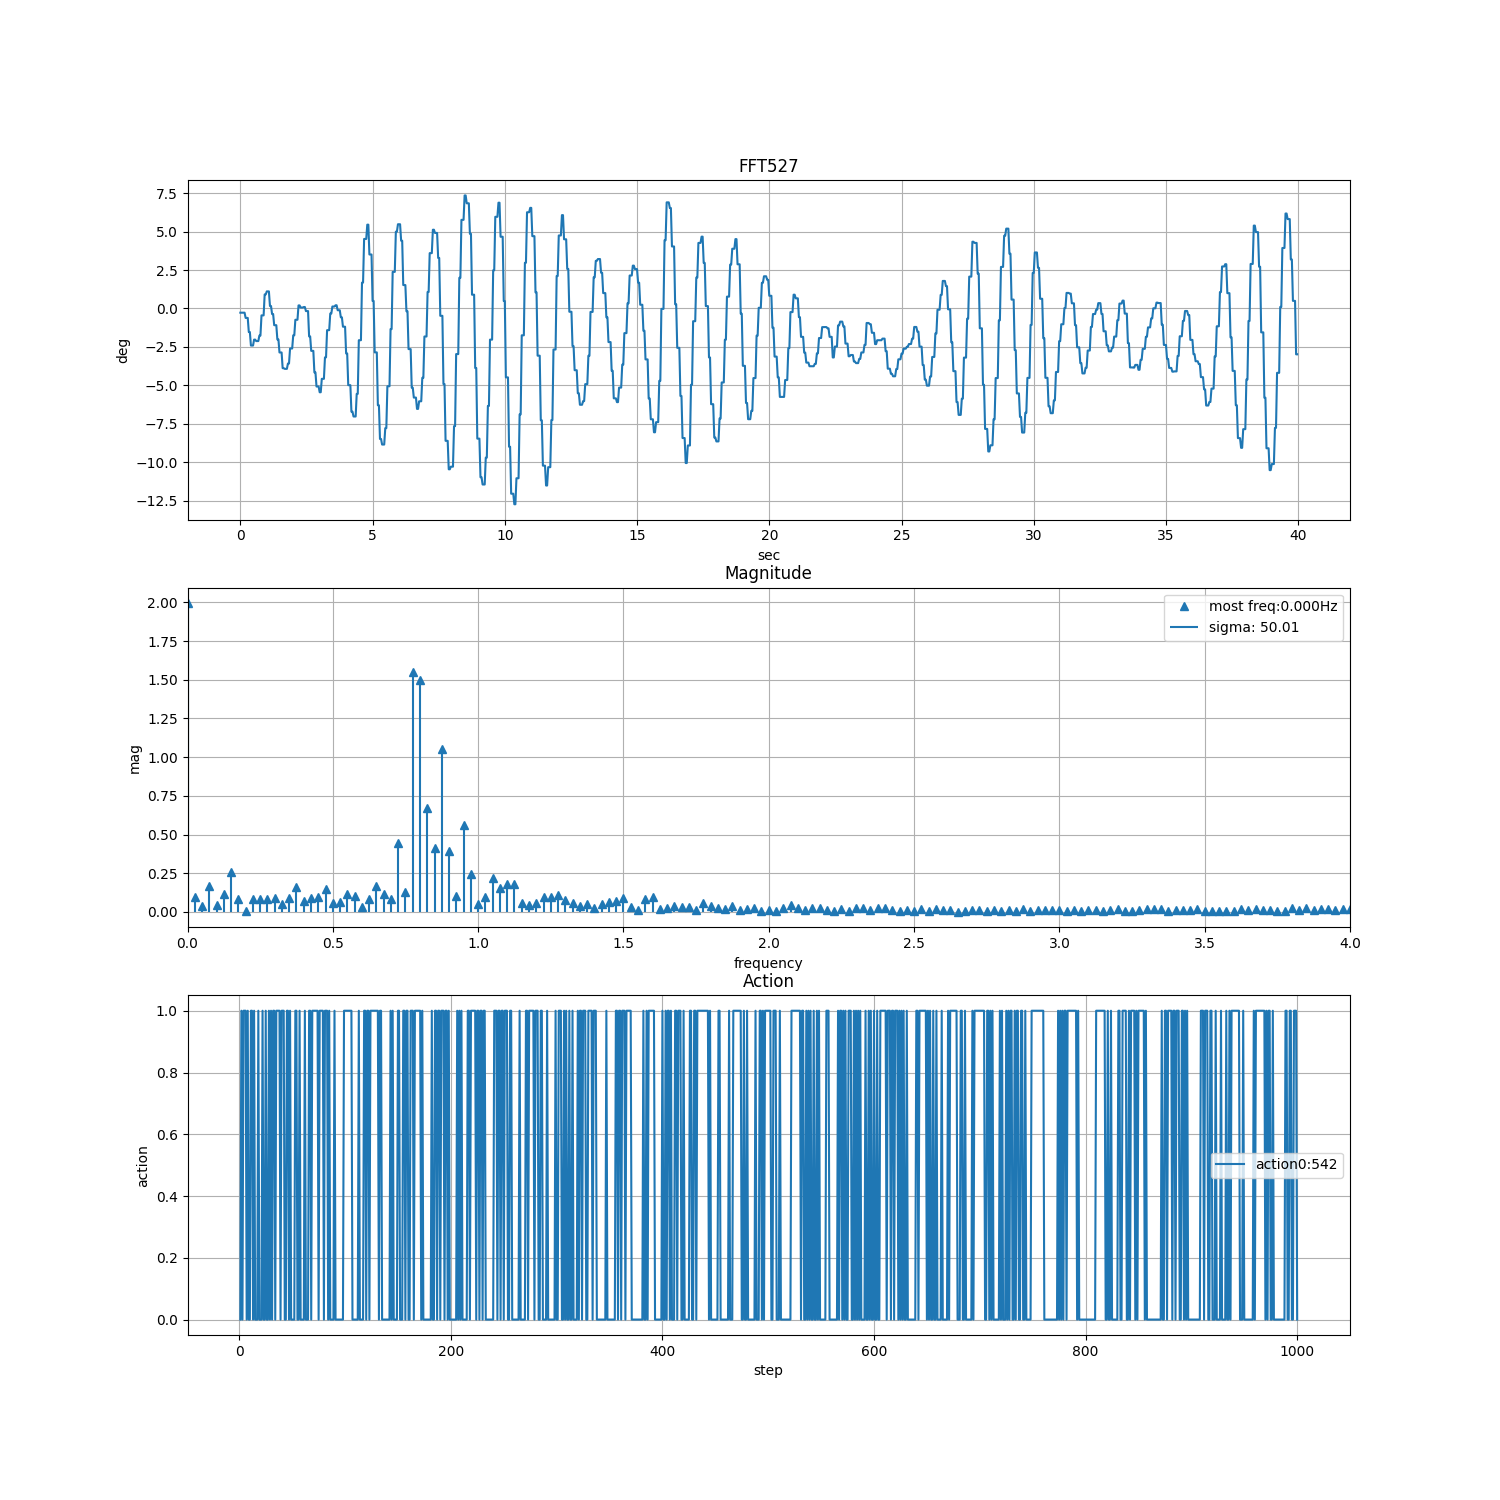 FFT527
7.5
5.0
2.5
0.0
−2.5
−5.0
−7.5
−10.0
−12.5
deg
0 5 10 15 20 25 30 35 40
sec
Magnitude
2.00
1.75
1.50
1.25
1.00
0.75
0.50
0.25
0.00
mag
most freq:0.000Hz
sigma: 50.01
0.0 0.5 1.0 1.5 2.0 2.5 3.0 3.5 4.0
frequency
Action
1.0
0.8
0.6
0.4
0.2
0.0
action
action0:542
0 200 400 600 800 1000
step